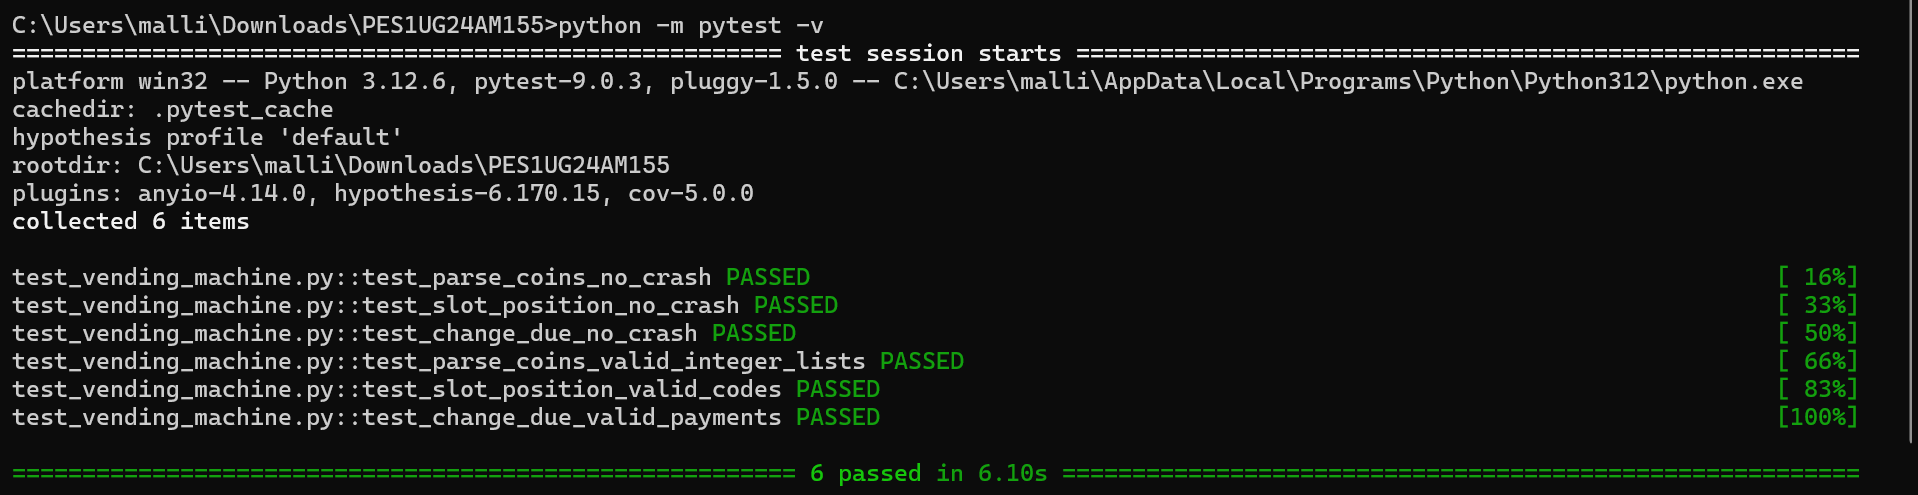 C:\Users\malli\Downloads\PES1UG24AM155>python -m pytest -v
======================================================= test session starts ========================================================
platform win32 -- Python 3.12.6, pytest-9.0.3, pluggy-1.5.0 -- C:\Users\malli\AppData\Local\Programs\Python\Python312\python.exe
cachedir: .pytest_cache
hypothesis profile 'default'
rootdir: C:\Users\malli\Downloads\PES1UG24AM155
plugins: anyio-4.14.0, hypothesis-6.170.15, cov-5.0.0
collected 6 items
test_vending_machine.py::test_parse_coins_no_crash PASSED [ 16%]
test_vending_machine.py::test_slot_position_no_crash PASSED [ 33%]
test_vending_machine.py::test_change_due_no_crash PASSED [ 50%]
test_vending_machine.py::test_parse_coins_valid_integer_lists PASSED [ 66%]
test_vending_machine.py::test_slot_position_valid_codes PASSED [ 83%]
test_vending_machine.py::test_change_due_valid_payments PASSED [100%]
======================================================== 6 passed in 6.10s =========================================================